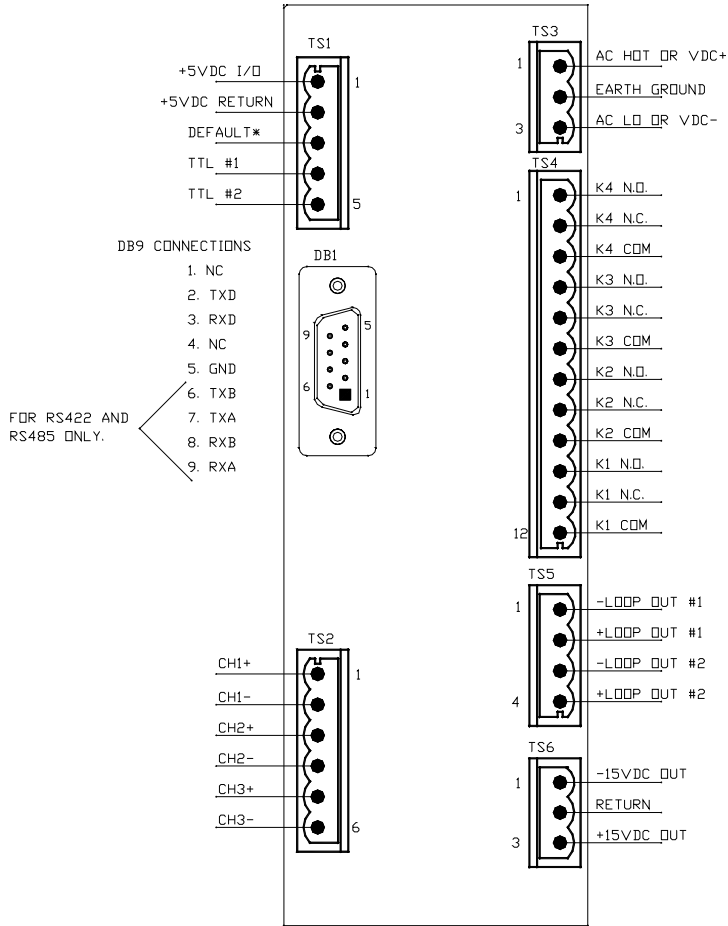 TS1
+5VDC I/O
+5VDC RETURN
DEFAULT*
TTL #1
TTL #2
1
5
DB9 CONNECTIONS
1. NC
2. TXD
3. RXD
4. NC
5. GND
6. TXB
7. TXA
8. RXB
9. RXA
FOR RS422 AND
RS485 ONLY.
DB1
9
5
6
1
TS2
CH1+
CH1-
CH2+
CH2-
CH3+
CH3-
1
6
TS3
1
3
AC HOT OR VDC+
EARTH GROUND
AC LO OR VDC-
TS4
1
12
K4 N.O.
K4 N.C.
K4 COM
K3 N.O.
K3 N.C.
K3 COM
K2 N.O.
K2 N.C.
K2 COM
K1 N.O.
K1 N.C.
K1 COM
TS5
1
4
-LOOP OUT #1
+LOOP OUT #1
-LOOP OUT #2
+LOOP OUT #2
TS6
1
3
-15VDC OUT
RETURN
+15VDC OUT